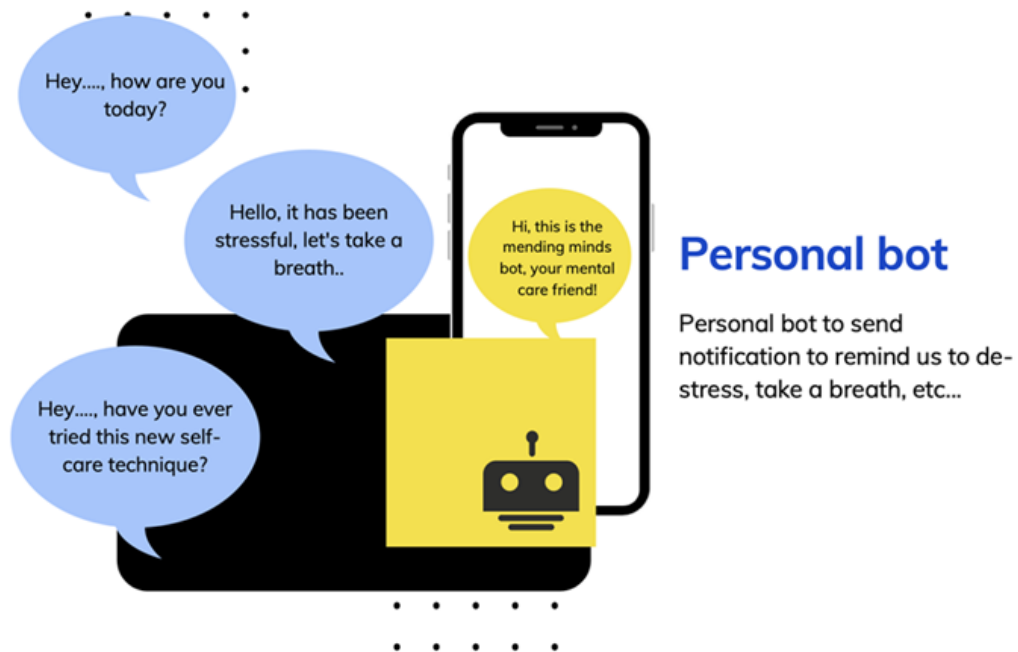 Hey...., how are you
today?
Hello, it has been
stressful, let's take a
breath..
Hi, this is the
mending minds
bot, your mental
care friend!
Hey...., have you ever
tried this new self-
care technique?
Personal bot
Personal bot to send
notification to remind us to de-
stress, take a breath, etc...